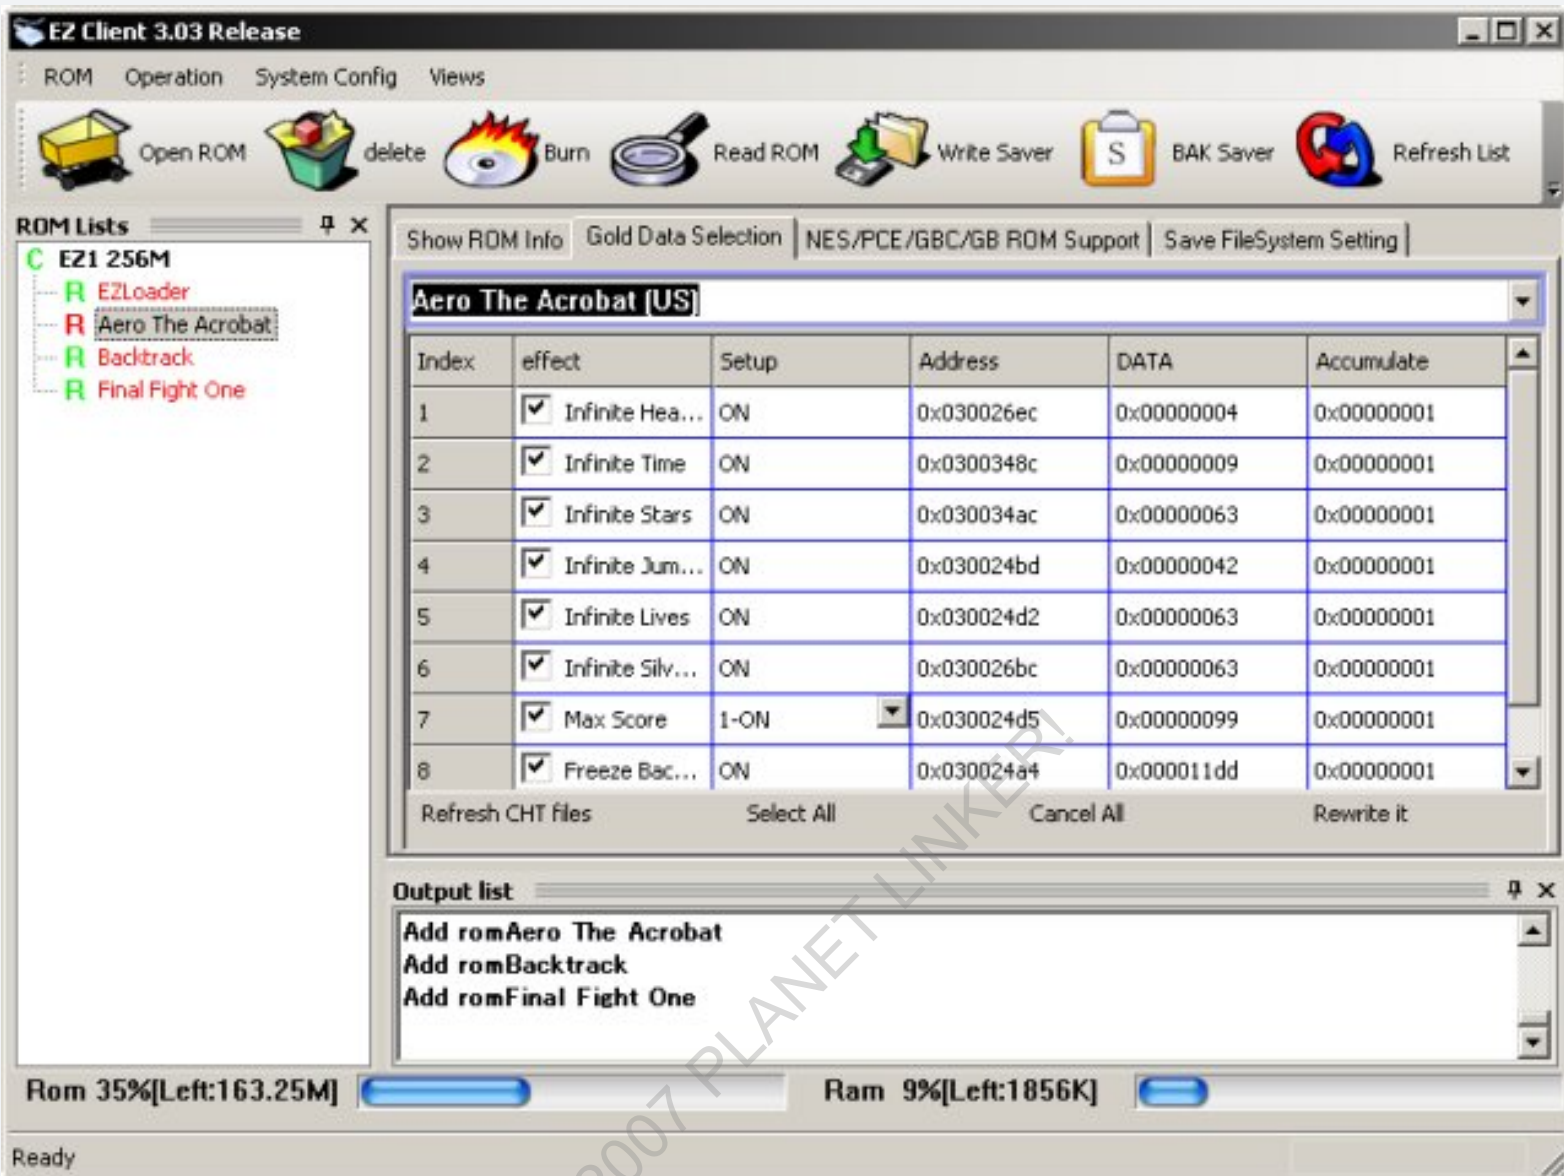 EZ Client 3.03 Release
ROM Operation System Config Views
Open ROM delete Burn Read ROM Write Saver S BAK Saver Refresh List
ROM Lists
C EZ1 256M
R EZLoader
R Aero The Acrobat
R Backtrack
R Final Fight One
Show ROM Info Gold Data Selection NES/PCE/GBC/GB ROM Support Save FileSystem Setting
Aero The Acrobat (US)
Index effect Setup Address DATA Accumulate
1 Infinite Hea... ON 0x030026ec 0x00000004 0x00000001
2 Infinite Time ON 0x0300348c 0x00000009 0x00000001
3 Infinite Stars ON 0x030034ac 0x00000063 0x00000001
4 Infinite Jum... ON 0x030024bd 0x00000042 0x00000001
5 Infinite Lives ON 0x030024d2 0x00000063 0x00000001
6 Infinite Silv... ON 0x030026bc 0x00000063 0x00000001
7 Max Score 1-ON 0x030024d5 0x00000099 0x00000001
8 Freeze Bac... ON 0x030024a4 0x000011dd 0x00000001
Refresh CHT files Select All Cancel All Rewrite it
Output list
Add romAero The Acrobat
Add romBacktrack
Add romFinal Fight One
Rom 35%[Left:163.25M] Ram 9%[Left:1856K]
Ready
2007 PLANET LINKER!